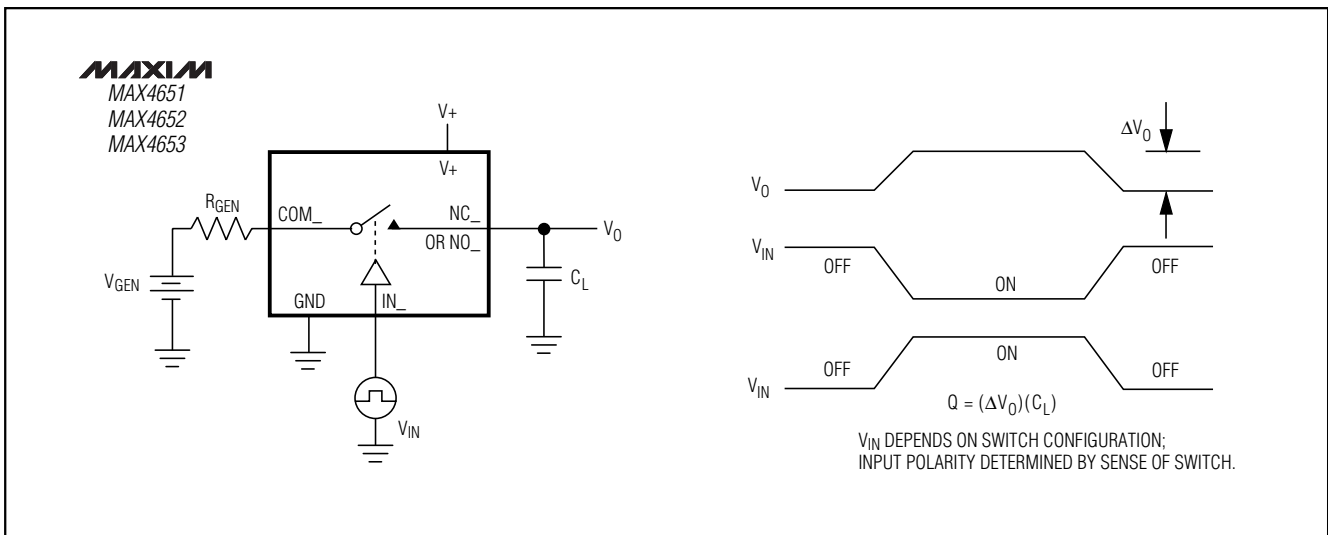 MAXIM
MAX4651
MAX4652
MAX4653
V+
V+
RGEN
COM_
NC_
OR NO_
VO
VGEN
CL
GND
IN_
VIN
ΔVO
VO
VIN
OFF
ON
OFF
VIN
OFF
ON
OFF
Q = (ΔVO)(CL)
VIN DEPENDS ON SWITCH CONFIGURATION;
INPUT POLARITY DETERMINED BY SENSE OF SWITCH.